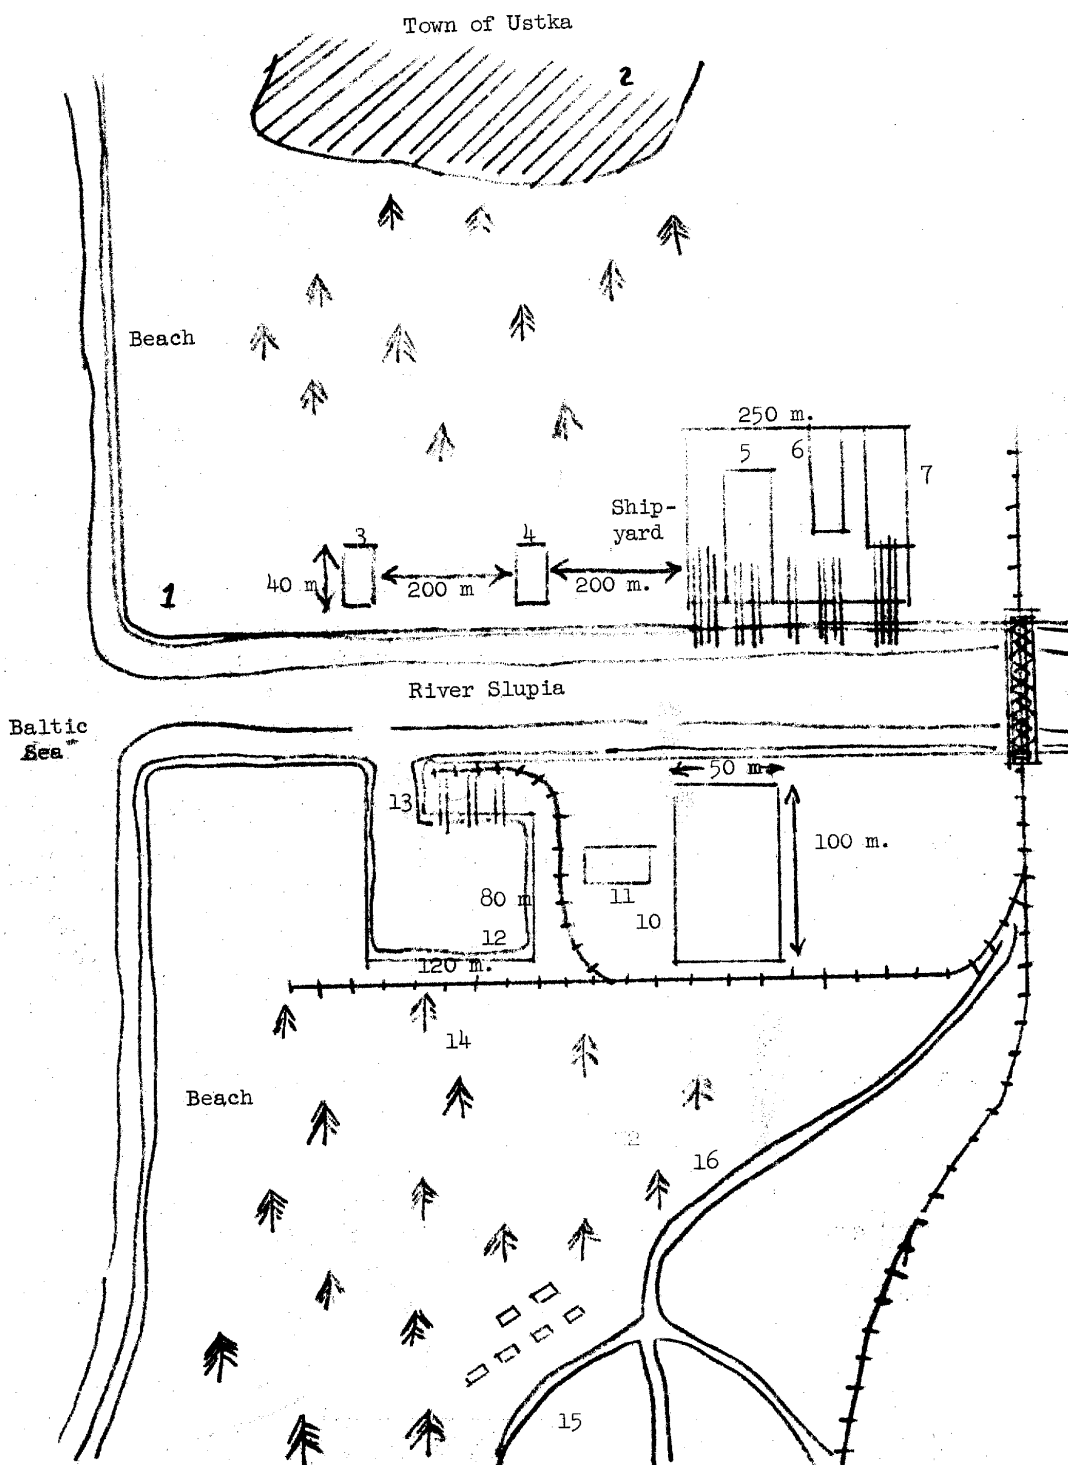 Town of Ustka
2
Beach
250 m.
5
6
7
Ship-
yard
3
4
40 m
200 m
200 m.
1
River Slupia
Baltic
Sea
50 m
13
100 m.
80 m
11
10
12
120 m.
14
Beach
2
16
15